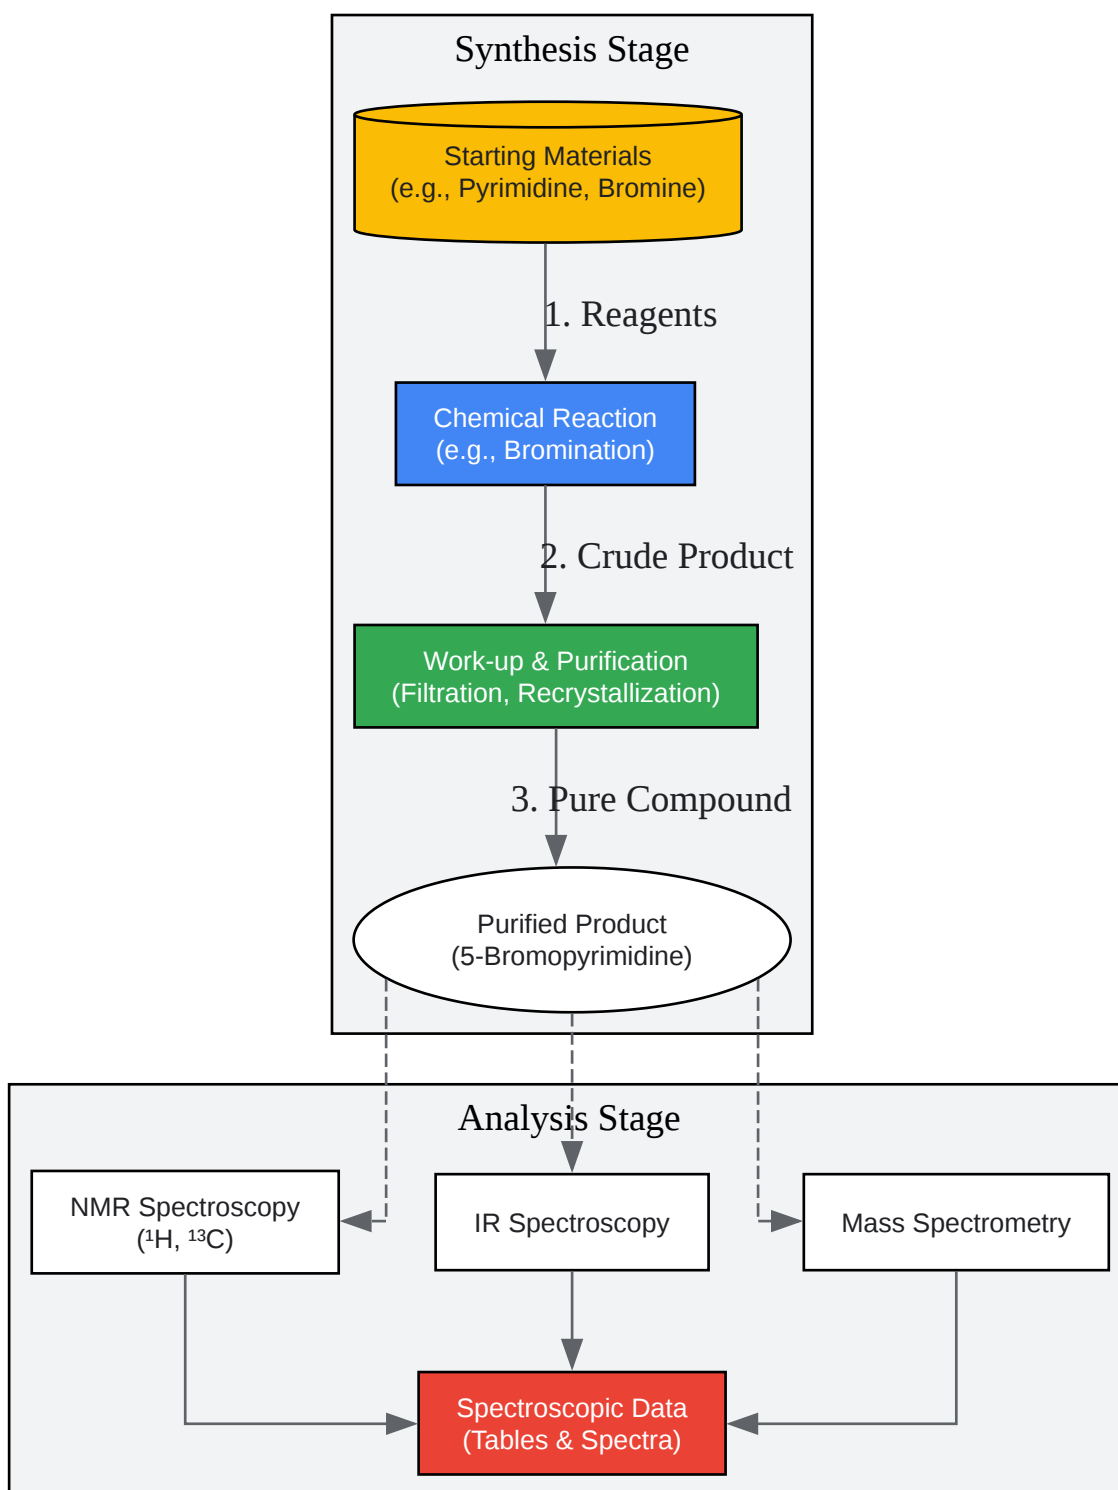 Synthesis Stage
Starting Materials
(e.g., Pyrimidine, Bromine)
1. Reagents
Chemical Reaction
(e.g., Bromination)
2. Crude Product
Work-up & Purification
(Filtration, Recrystallization)
3. Pure Compound
Purified Product
(5-Bromopyrimidine)
Analysis Stage
NMR Spectroscopy
(¹H, ¹³C)
IR Spectroscopy
Mass Spectrometry
Spectroscopic Data
(Tables & Spectra)